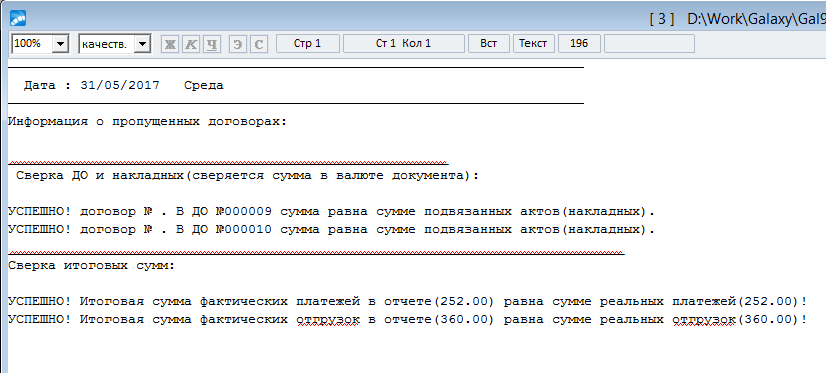 [ 3 ] D:\Work\Galaxy\Gal9
100% качеств. Ж К Ч Э С Стр 1 Ст 1 Кол 1 Вст Текст 196
Дата : 31/05/2017 Среда
Информация о пропущенных договорах:
Сверка ДО и накладных(сверяется сумма в валюте документа):
УСПЕШНО! договор № . В ДО №000009 сумма равна сумме подвязанных актов(накладных).
УСПЕШНО! договор № . В ДО №000010 сумма равна сумме подвязанных актов(накладных).
Сверка итоговых сумм:
УСПЕШНО! Итоговая сумма фактических платежей в отчете(252.00) равна сумме реальных платежей(252.00)!
УСПЕШНО! Итоговая сумма фактических отгрузок в отчете(360.00) равна сумме реальных отгрузок(360.00)!